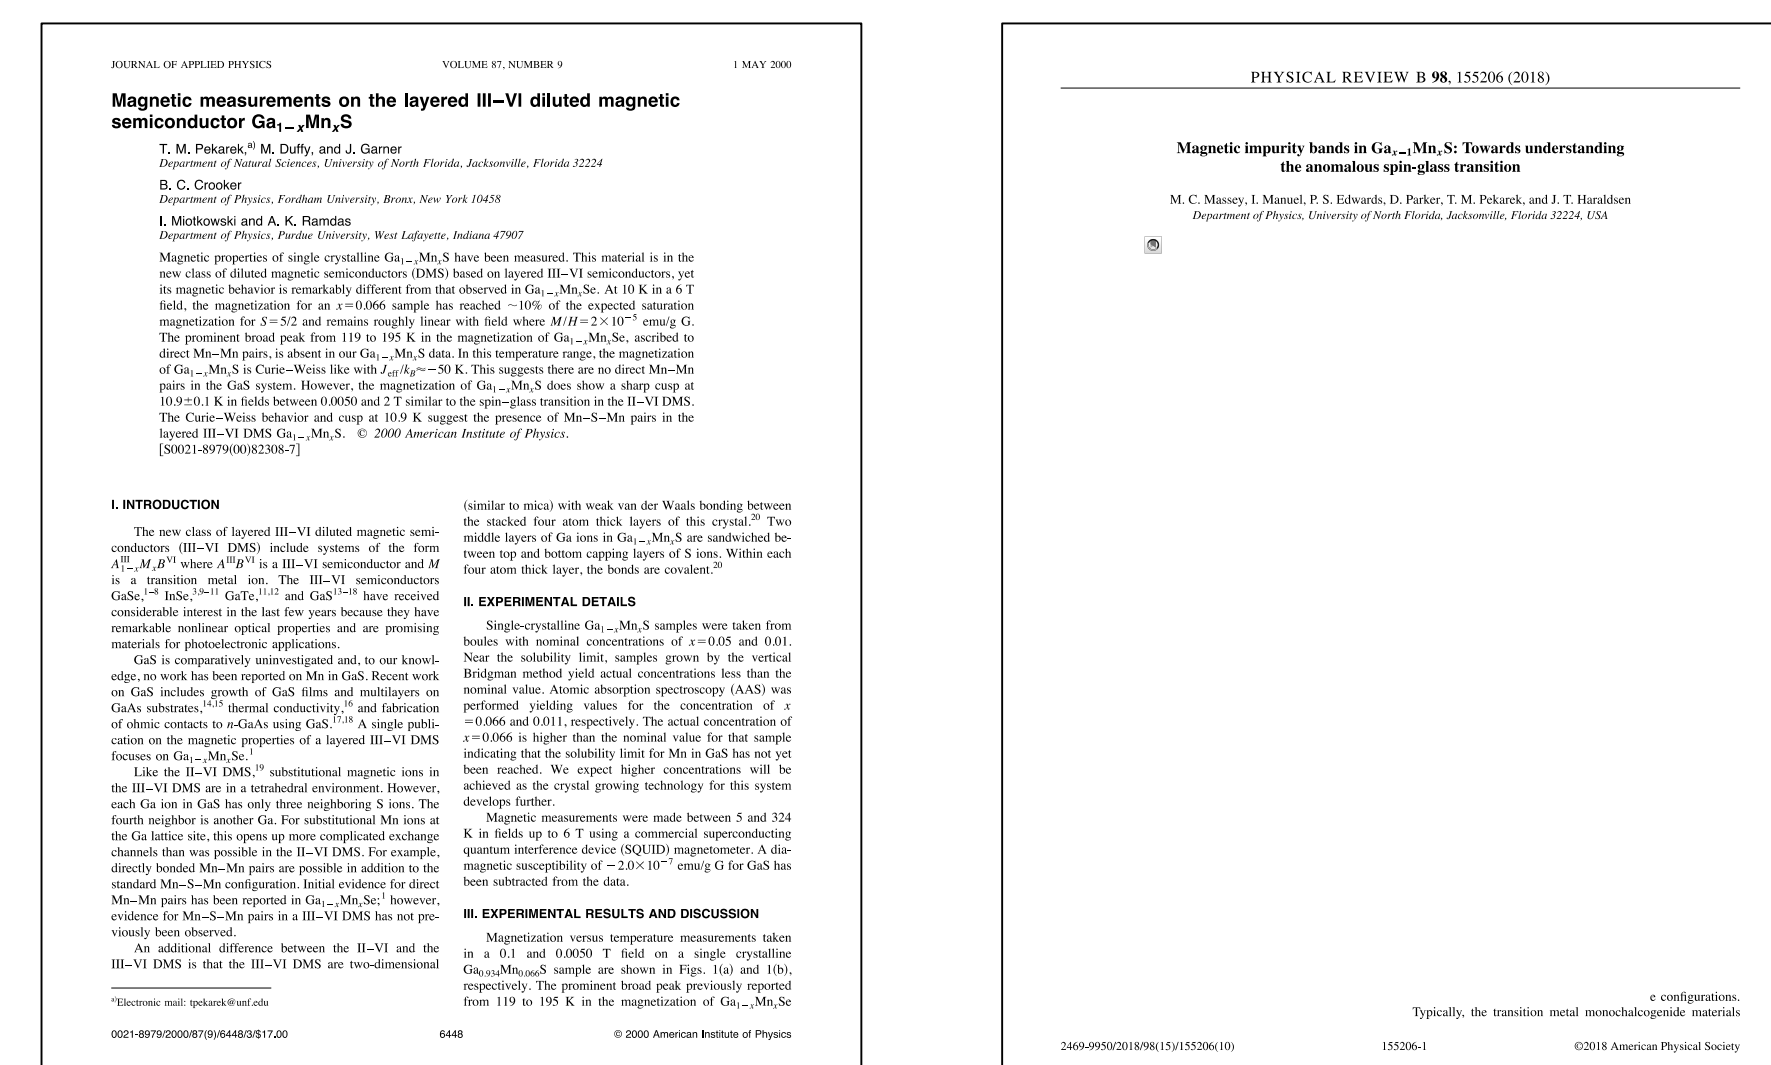 JOURNAL OF APPLIED PHYSICS VOLUME 87, NUMBER 9 1 MAY 2000
Magnetic measurements on the layered III–VI diluted magnetic
semiconductor Ga1−xMnxS
T. M. Pekarek,a) M. Duffy, and J. Garner
Department of Natural Sciences, University of North Florida, Jacksonville, Florida 32224
B. C. Crooker
Department of Physics, Fordham University, Bronx, New York 10458
I. Miotkowski and A. K. Ramdas
Department of Physics, Purdue University, West Lafayette, Indiana 47907
Magnetic properties of single crystalline Ga1−xMnxS have been measured. This material is in the
new class of diluted magnetic semiconductors (DMS) based on layered III–VI semiconductors, yet
its magnetic behavior is remarkably different from that observed in Ga1−xMnxSe. At 10 K in a 6 T
field, the magnetization for an x=0.066 sample has reached ~10% of the expected saturation
magnetization for S=5/2 and remains roughly linear with field where M/H=2×10−5 emu/g G.
The prominent broad peak from 119 to 195 K in the magnetization of Ga1−xMnxSe, ascribed to
direct Mn–Mn pairs, is absent in our Ga1−xMnxS data. In this temperature range, the magnetization
of Ga1−xMnxS is Curie–Weiss like with Jeff/kB≈−50 K. This suggests there are no direct Mn–Mn
pairs in the GaS system. However, the magnetization of Ga1−xMnxS does show a sharp cusp at
10.9±0.1 K in fields between 0.0050 and 2 T similar to the spin–glass transition in the II–VI DMS.
The Curie–Weiss behavior and cusp at 10.9 K suggest the presence of Mn–S–Mn pairs in the
layered III–VI DMS Ga1−xMnxS. © 2000 American Institute of Physics.
[S0021-8979(00)82308-7]
I. INTRODUCTION
The new class of layered III–VI diluted magnetic semi-
conductors (III–VI DMS) include systems of the form
AIII1−xMxBVI where AIIIBVI is a III–VI semiconductor and M
is a transition metal ion. The III–VI semiconductors
GaSe,1–8 InSe,3,9–11 GaTe,11,12 and GaS13–18 have received
considerable interest in the last few years because they have
remarkable nonlinear optical properties and are promising
materials for photoelectronic applications.
GaS is comparatively uninvestigated and, to our knowl-
edge, no work has been reported on Mn in GaS. Recent work
on GaS includes growth of GaS films and multilayers on
GaAs substrates,14,15 thermal conductivity,16 and fabrication
of ohmic contacts to n-GaAs using GaS.17,18 A single publi-
cation on the magnetic properties of a layered III–VI DMS
focuses on Ga1−xMnxSe.1
Like the II–VI DMS,19 substitutional magnetic ions in
the III–VI DMS are in a tetrahedral environment. However,
each Ga ion in GaS has only three neighboring S ions. The
fourth neighbor is another Ga. For substitutional Mn ions at
the Ga lattice site, this opens up more complicated exchange
channels than was possible in the II–VI DMS. For example,
directly bonded Mn–Mn pairs are possible in addition to the
standard Mn–S–Mn configuration. Initial evidence for direct
Mn–Mn pairs has been reported in Ga1−xMnxSe;1 however,
evidence for Mn–S–Mn pairs in a III–VI DMS has not pre-
viously been observed.
An additional difference between the II–VI and the
III–VI DMS is that the III–VI DMS are two-dimensional
a)Electronic mail: tpekarek@unf.edu
(similar to mica) with weak van der Waals bonding between
the stacked four atom thick layers of this crystal.20 Two
middle layers of Ga ions in Ga1−xMnxS are sandwiched be-
tween top and bottom capping layers of S ions. Within each
four atom thick layer, the bonds are covalent.20
II. EXPERIMENTAL DETAILS
Single-crystalline Ga1−xMnxS samples were taken from
boules with nominal concentrations of x=0.05 and 0.01.
Near the solubility limit, samples grown by the vertical
Bridgman method yield actual concentrations less than the
nominal value. Atomic absorption spectroscopy (AAS) was
performed yielding values for the concentration of x
=0.066 and 0.011, respectively. The actual concentration of
x=0.066 is higher than the nominal value for that sample
indicating that the solubility limit for Mn in GaS has not yet
been reached. We expect higher concentrations will be
achieved as the crystal growing technology for this system
develops further.
Magnetic measurements were made between 5 and 324
K in fields up to 6 T using a commercial superconducting
quantum interference device (SQUID) magnetometer. A dia-
magnetic susceptibility of −2.0×10−7 emu/g G for GaS has
been subtracted from the data.
III. EXPERIMENTAL RESULTS AND DISCUSSION
Magnetization versus temperature measurements taken
in a 0.1 and 0.0050 T field on a single crystalline
Ga0.934Mn0.066S sample are shown in Figs. 1(a) and 1(b),
respectively. The prominent broad peak previously reported
from 119 to 195 K in the magnetization of Ga1−xMnxSe
0021-8979/2000/87(9)/6448/3/$17.00 6448 © 2000 American Institute of Physics
PHYSICAL REVIEW B 98, 155206 (2018)
Magnetic impurity bands in Gax−1MnxS: Towards understanding
the anomalous spin-glass transition
M. C. Massey, I. Manuel, P. S. Edwards, D. Parker, T. M. Pekarek, and J. T. Haraldsen
Department of Physics, University of North Florida, Jacksonville, Florida 32224, USA
e configurations.
Typically, the transition metal monochalcogenide materials
2469-9950/2018/98(15)/155206(10) 155206-1 ©2018 American Physical Society